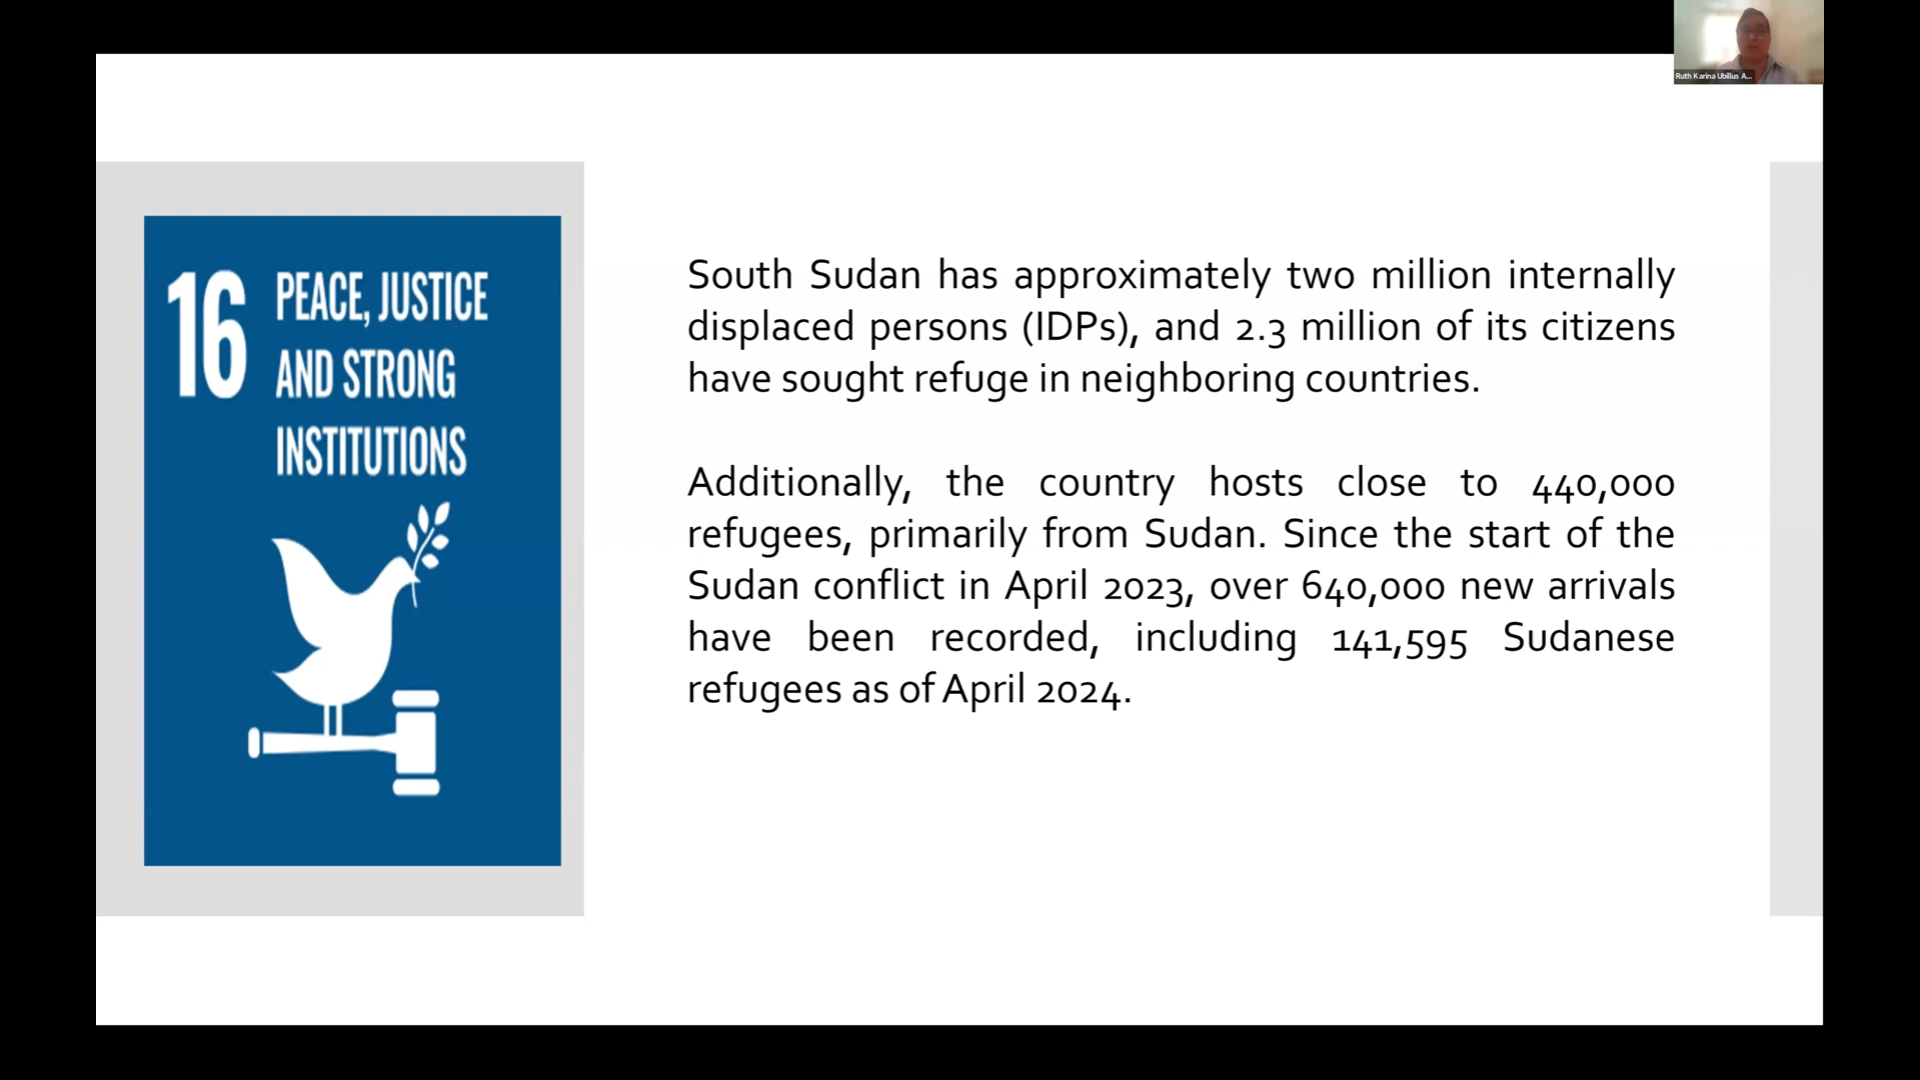 Ruth Karina Ubillus A...
16 PEACE, JUSTICE
AND STRONG
INSTITUTIONS
South Sudan has approximately two million internally
displaced persons (IDPs), and 2.3 million of its citizens
have sought refuge in neighboring countries.
Additionally, the country hosts close to 440,000
refugees, primarily from Sudan. Since the start of the
Sudan conflict in April 2023, over 640,000 new arrivals
have been recorded, including 141,595 Sudanese
refugees as of April 2024.